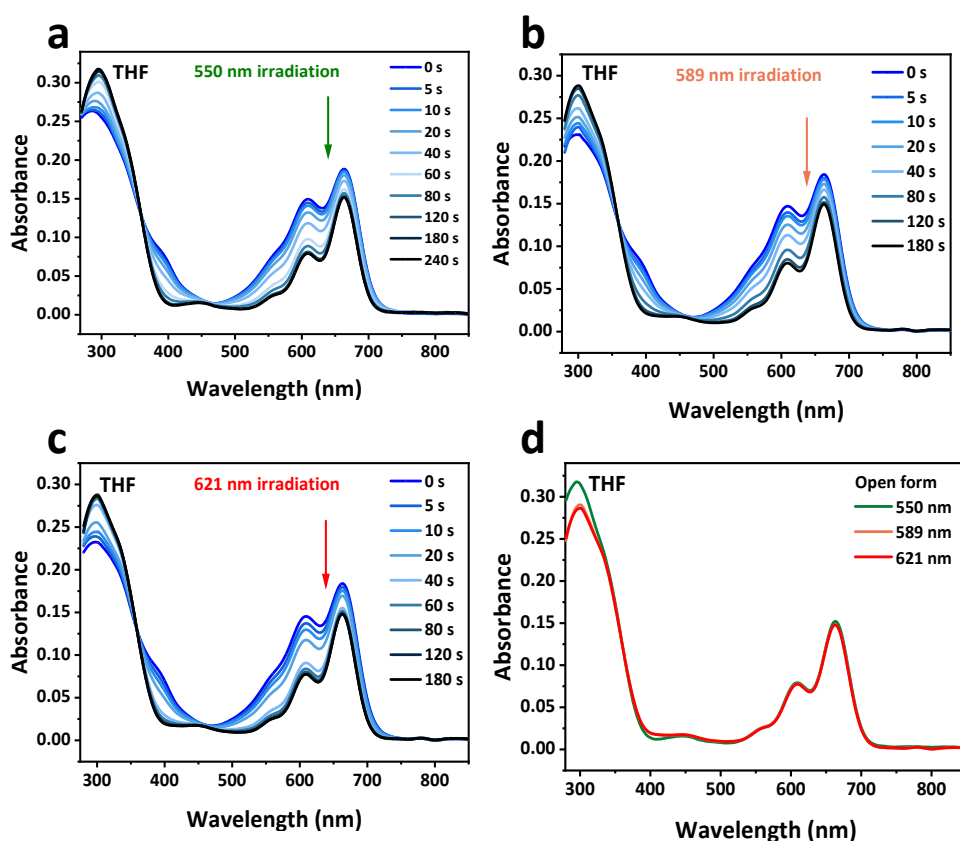 a
THF
550 nm irradiation
0 s
5 s
10 s
20 s
40 s
60 s
80 s
120 s
180 s
240 s
0.30
0.25
0.20
0.15
0.10
0.05
0.00
Absorbance
300 400 500 600 700 800
Wavelength (nm)
b
THF
589 nm irradiation
0 s
5 s
10 s
20 s
40 s
80 s
120 s
180 s
0.30
0.25
0.20
0.15
0.10
0.05
0.00
Absorbance
300 400 500 600 700 800
Wavelength (nm)
c
THF
621 nm irradiation
0 s
5 s
10 s
20 s
40 s
60 s
80 s
120 s
180 s
0.30
0.25
0.20
0.15
0.10
0.05
0.00
Absorbance
300 400 500 600 700 800
Wavelength (nm)
d
THF
Open form
550 nm
589 nm
621 nm
0.30
0.25
0.20
0.15
0.10
0.05
0.00
Absorbance
300 400 500 600 700 800
Wavelength (nm)